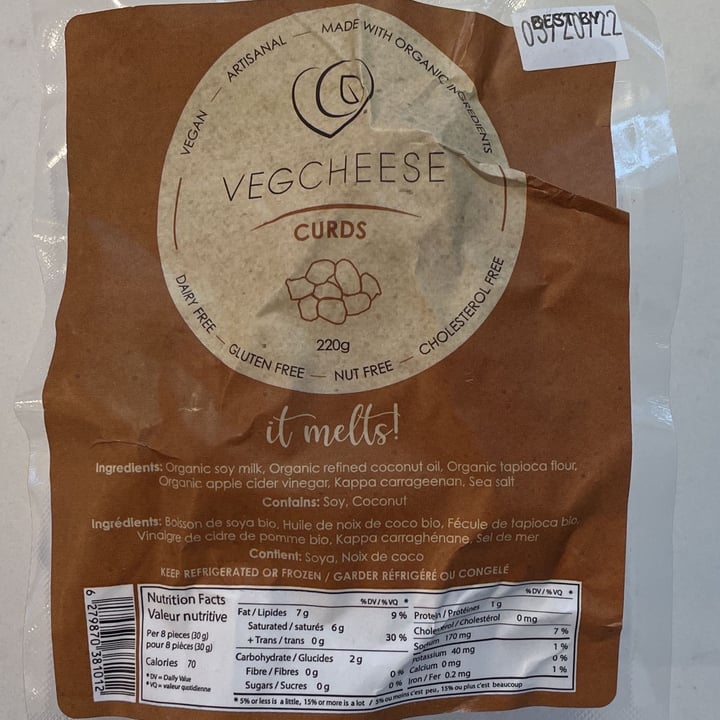 BEST BY
VEGAN — ARTISANAL — MADE WITH ORGANIC INGREDIENTS
VEGCHEESE
CURDS
220g
DAIRY FREE — GLUTEN FREE — NUT FREE — CHOLESTEROL FREE
it melts!
Ingredients: Organic soy milk, Organic refined coconut oil, Organic tapioca flour,
Organic apple cider vinegar, Kappa carrageenan, Sea salt
Contains: Soy, Coconut
Ingrédients: Boisson de soya bio, Huile de noix de coco bio, Fécule de tapioca bio,
Vinaigre de cidre de pomme bio, Kappa carraghénane, Sel de mer
Contient: Soya, Noix de coco
KEEP REFRIGERATED OR FROZEN / GARDER RÉFRIGÉRÉ OU CONGELÉ
6 27987038101 2
Nutrition Facts
Valeur nutritive
Per 8 pieces (30 g)
pour 8 pièces (30 g)
Calories 70
* DV = Daily Value
* VQ = valeur quotidienne
% DV / % VQ *
Fat / Lipides 7 g 9 %
Saturated / saturés 6 g
+ Trans / trans 0 g 30 %
Carbohydrate / Glucides 2 g
Fibre / Fibres 0 g 0 %
Sugars / Sucres 0 g 0 %
% DV / % VQ *
Protein / Protéines 1 g
Cholesterol / Cholestérol 0 mg
Sodium 170 mg 7 %
Potassium 40 mg 1 %
Calcium 0 mg 0 %
Iron / Fer 0.2 mg 1 %
* 5% or less is a little, 15% or more is a lot / 5% ou moins c'est peu, 15% ou plus c'est beaucoup